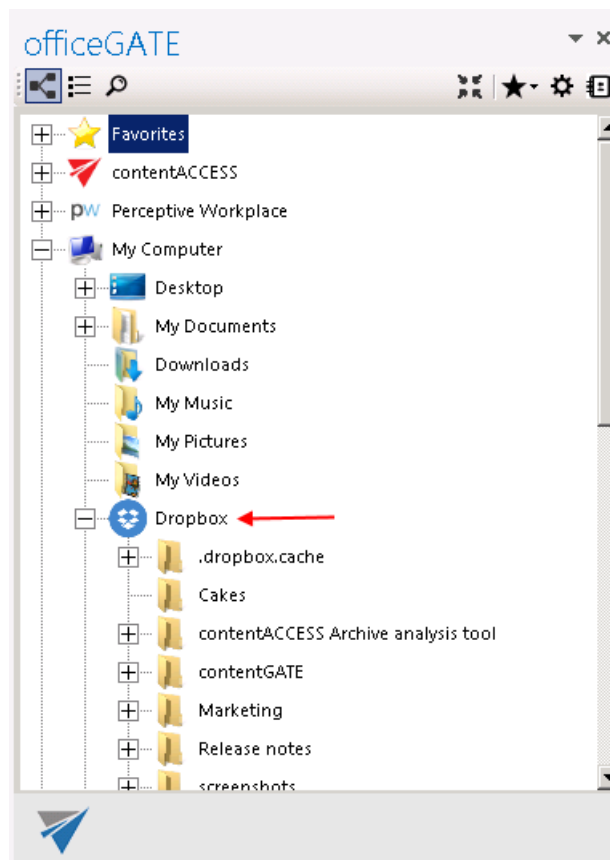 officeGATE
Favorites
contentACCESS
pw Perceptive Workplace
My Computer
Desktop
My Documents
Downloads
My Music
My Pictures
My Videos
Dropbox
.dropbox.cache
Cakes
contentACCESS Archive analysis tool
contentGATE
Marketing
Release notes
screenshots